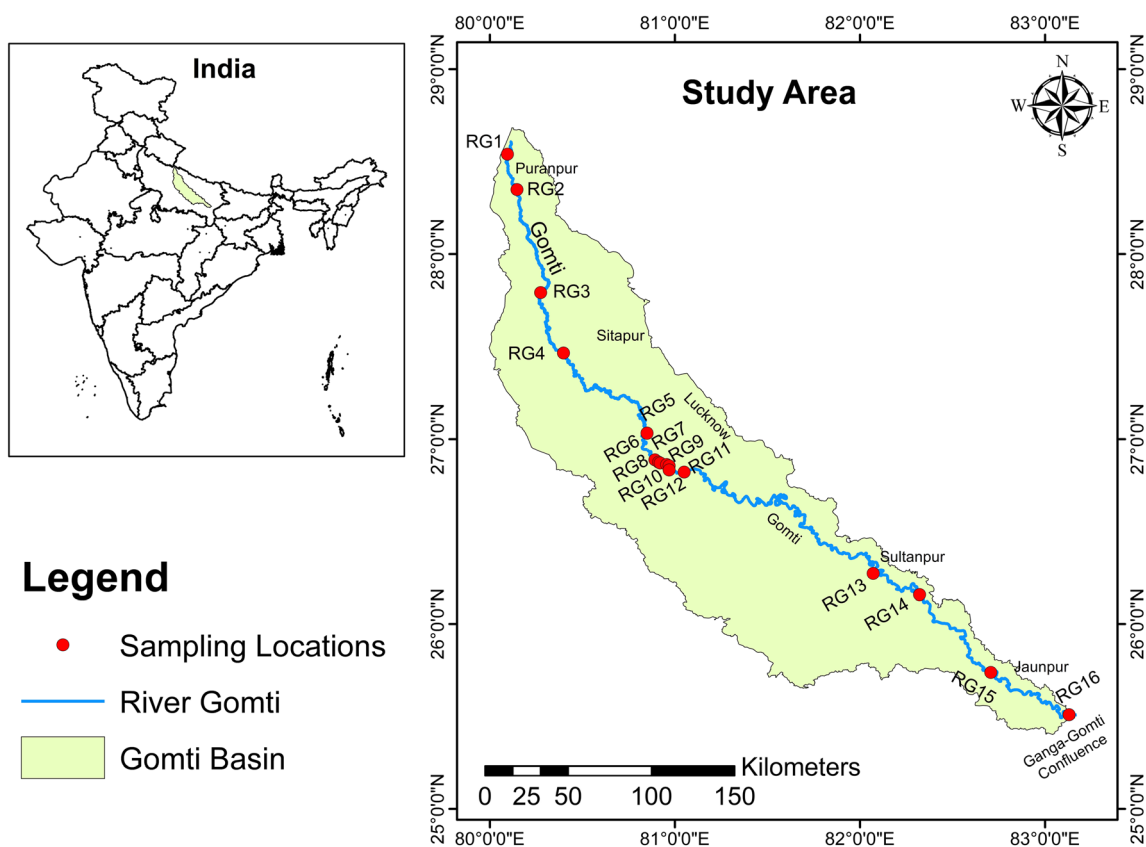 India
80°0'0"E
81°0'0"E
82°0'0"E
83°0'0"E
Study Area
N
W
E
S
29°0'0"N
29°0'0"N
28°0'0"N
28°0'0"N
27°0'0"N
27°0'0"N
26°0'0"N
26°0'0"N
25°0'0"N
25°0'0"N
RG1
Puranpur
RG2
Gomti
RG3
Sitapur
RG4
RG5
Lucknow
RG6
RG7
RG8
RG9
RG10
RG11
RG12
Gomti
Sultanpur
RG13
RG14
Jaunpur
RG15
RG16
Ganga-Gomti
Confluence
Kilometers
0 25 50 100 150
80°0'0"E
81°0'0"E
82°0'0"E
83°0'0"E
Legend
Sampling Locations
River Gomti
Gomti Basin